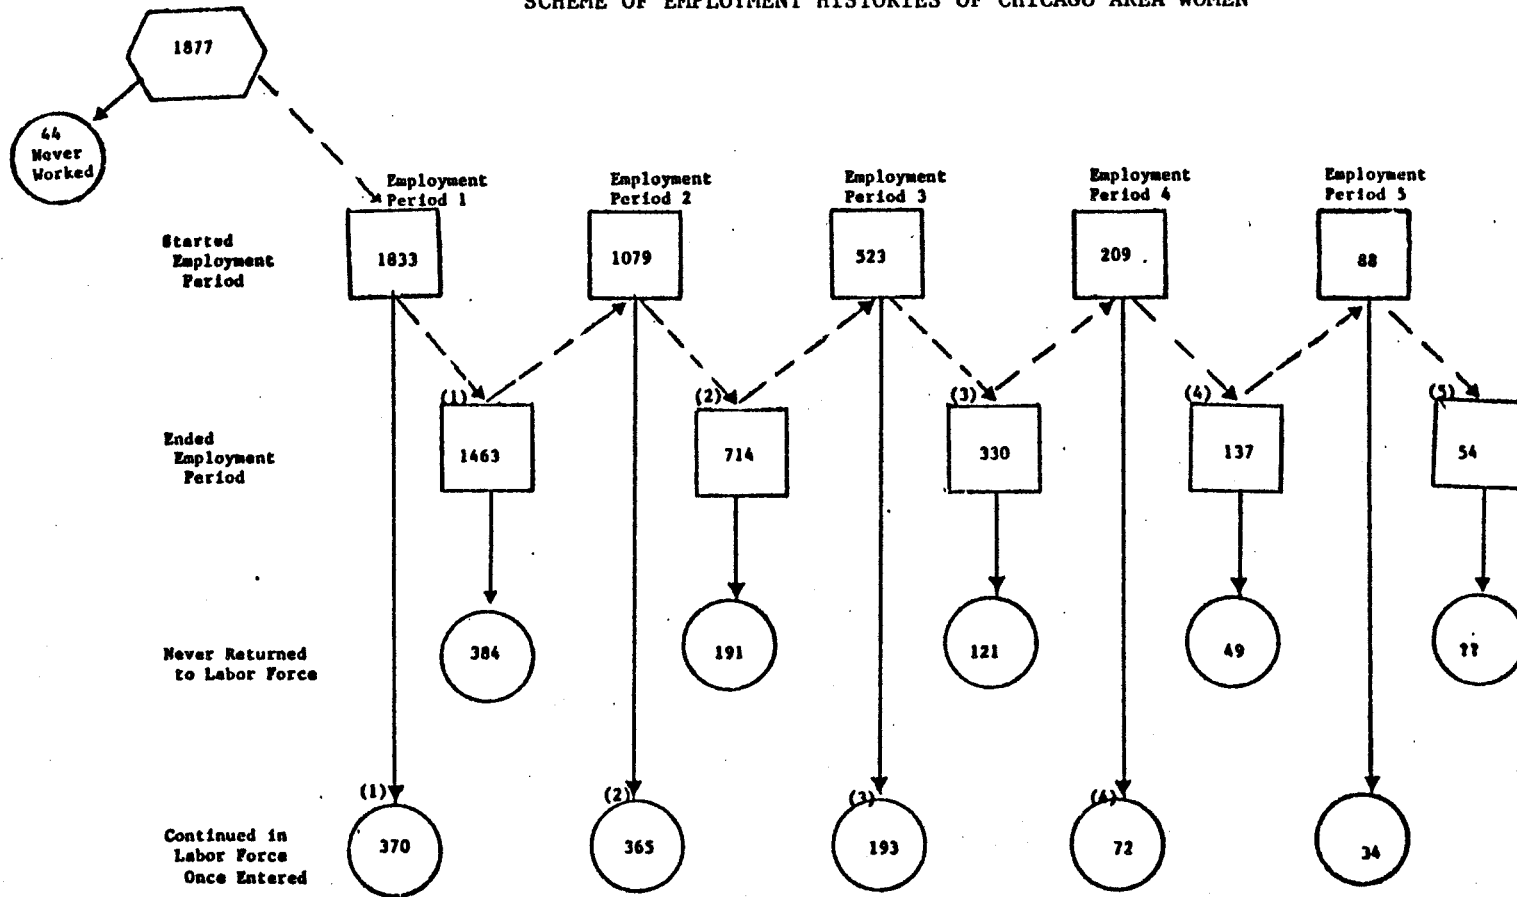 SCHEME OF EMPLOYMENT HISTORIES OF CHICAGO AREA WOMEN
1877
44
Never
Worked
Employment
Period 1
Employment
Period 2
Employment
Period 3
Employment
Period 4
Employment
Period 5
Started
Employment
Period
1833
1079
523
209
88
(1)
(2)
(3)
(4)
(5)
Ended
Employment
Period
1463
714
330
137
54
Never Returned
to Labor Force
384
191
121
49
??
(1)
(2)
(3)
(4)
Continued in
Labor Force
Once Entered
370
365
193
72
34